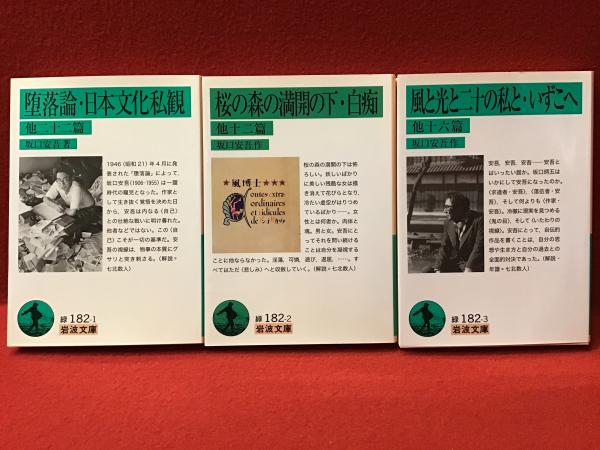 堕落論・日本文化私観
他二十二篇
坂口安吾著
1946(昭和21)年4月に発
表された「堕落論」によって、
坂口安吾(1906-1955)は一躍
時代の寵児となった。作家と
して生き抜く覚悟を決めた日
から、安吾は内なる〈自己〉
との壮絶な戦いに明け暮れた。
他者などではない。この〈自
己〉こそが一切の基準だ。安
吾の視線は、物事の本質にグ
サリと突き刺さる。(解説=
七北数人)
緑 182-1
岩波文庫
桜の森の満開の下・白痴
他十二篇
坂口安吾作
★風博士★★★
contes extra
ordinaires
et ridicules
桜の森の満開の下は怖
ろしい。妖しいばかり
に美しい残酷な女は掻
き消えて花びらとなり、
冷たい虚空がはりつめ
ているばかり――。女
性とは何者か。肉体と
魂。男と女。安吾にと
ってそれを問い続ける
ことは自分を凝視する
ことに他ならなかった。淫蕩、可憐、遊び、退屈、……。す
べてはただ「悲しみ」へと収斂していく。(解説=七北数人)
緑 182-2
岩波文庫
風と光と二十の私と・いずこへ
他十六篇
坂口安吾作
安吾、安吾、安吾――安吾と
はいったい誰か。坂口炳五は
いかにして安吾になったのか。
〈求道者・安吾〉、〈落伍者・安
吾〉、そして何よりも〈作家・
安吾〉。冷徹に現実を見つめる
〈鬼の目〉、そして〈いたわりの
視線〉。安吾にとって、自伝的
作品を書くことは、自分の思
想や生き方と自分の過去との
全面的対決であった。(解説・
年譜=七北数人)
緑 182-3
岩波文庫